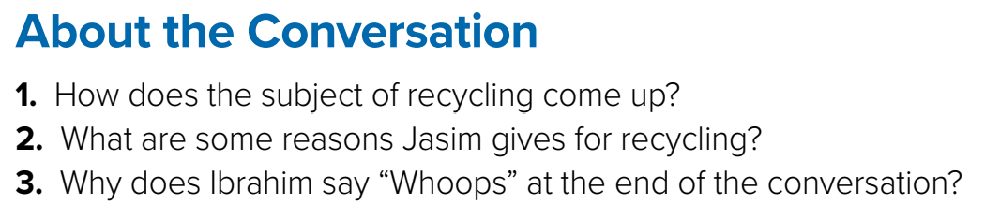 About the Conversation
1. How does the subject of recycling come up?
2. What are some reasons Jasim gives for recycling?
3. Why does Ibrahim say “Whoops” at the end of the conversation?